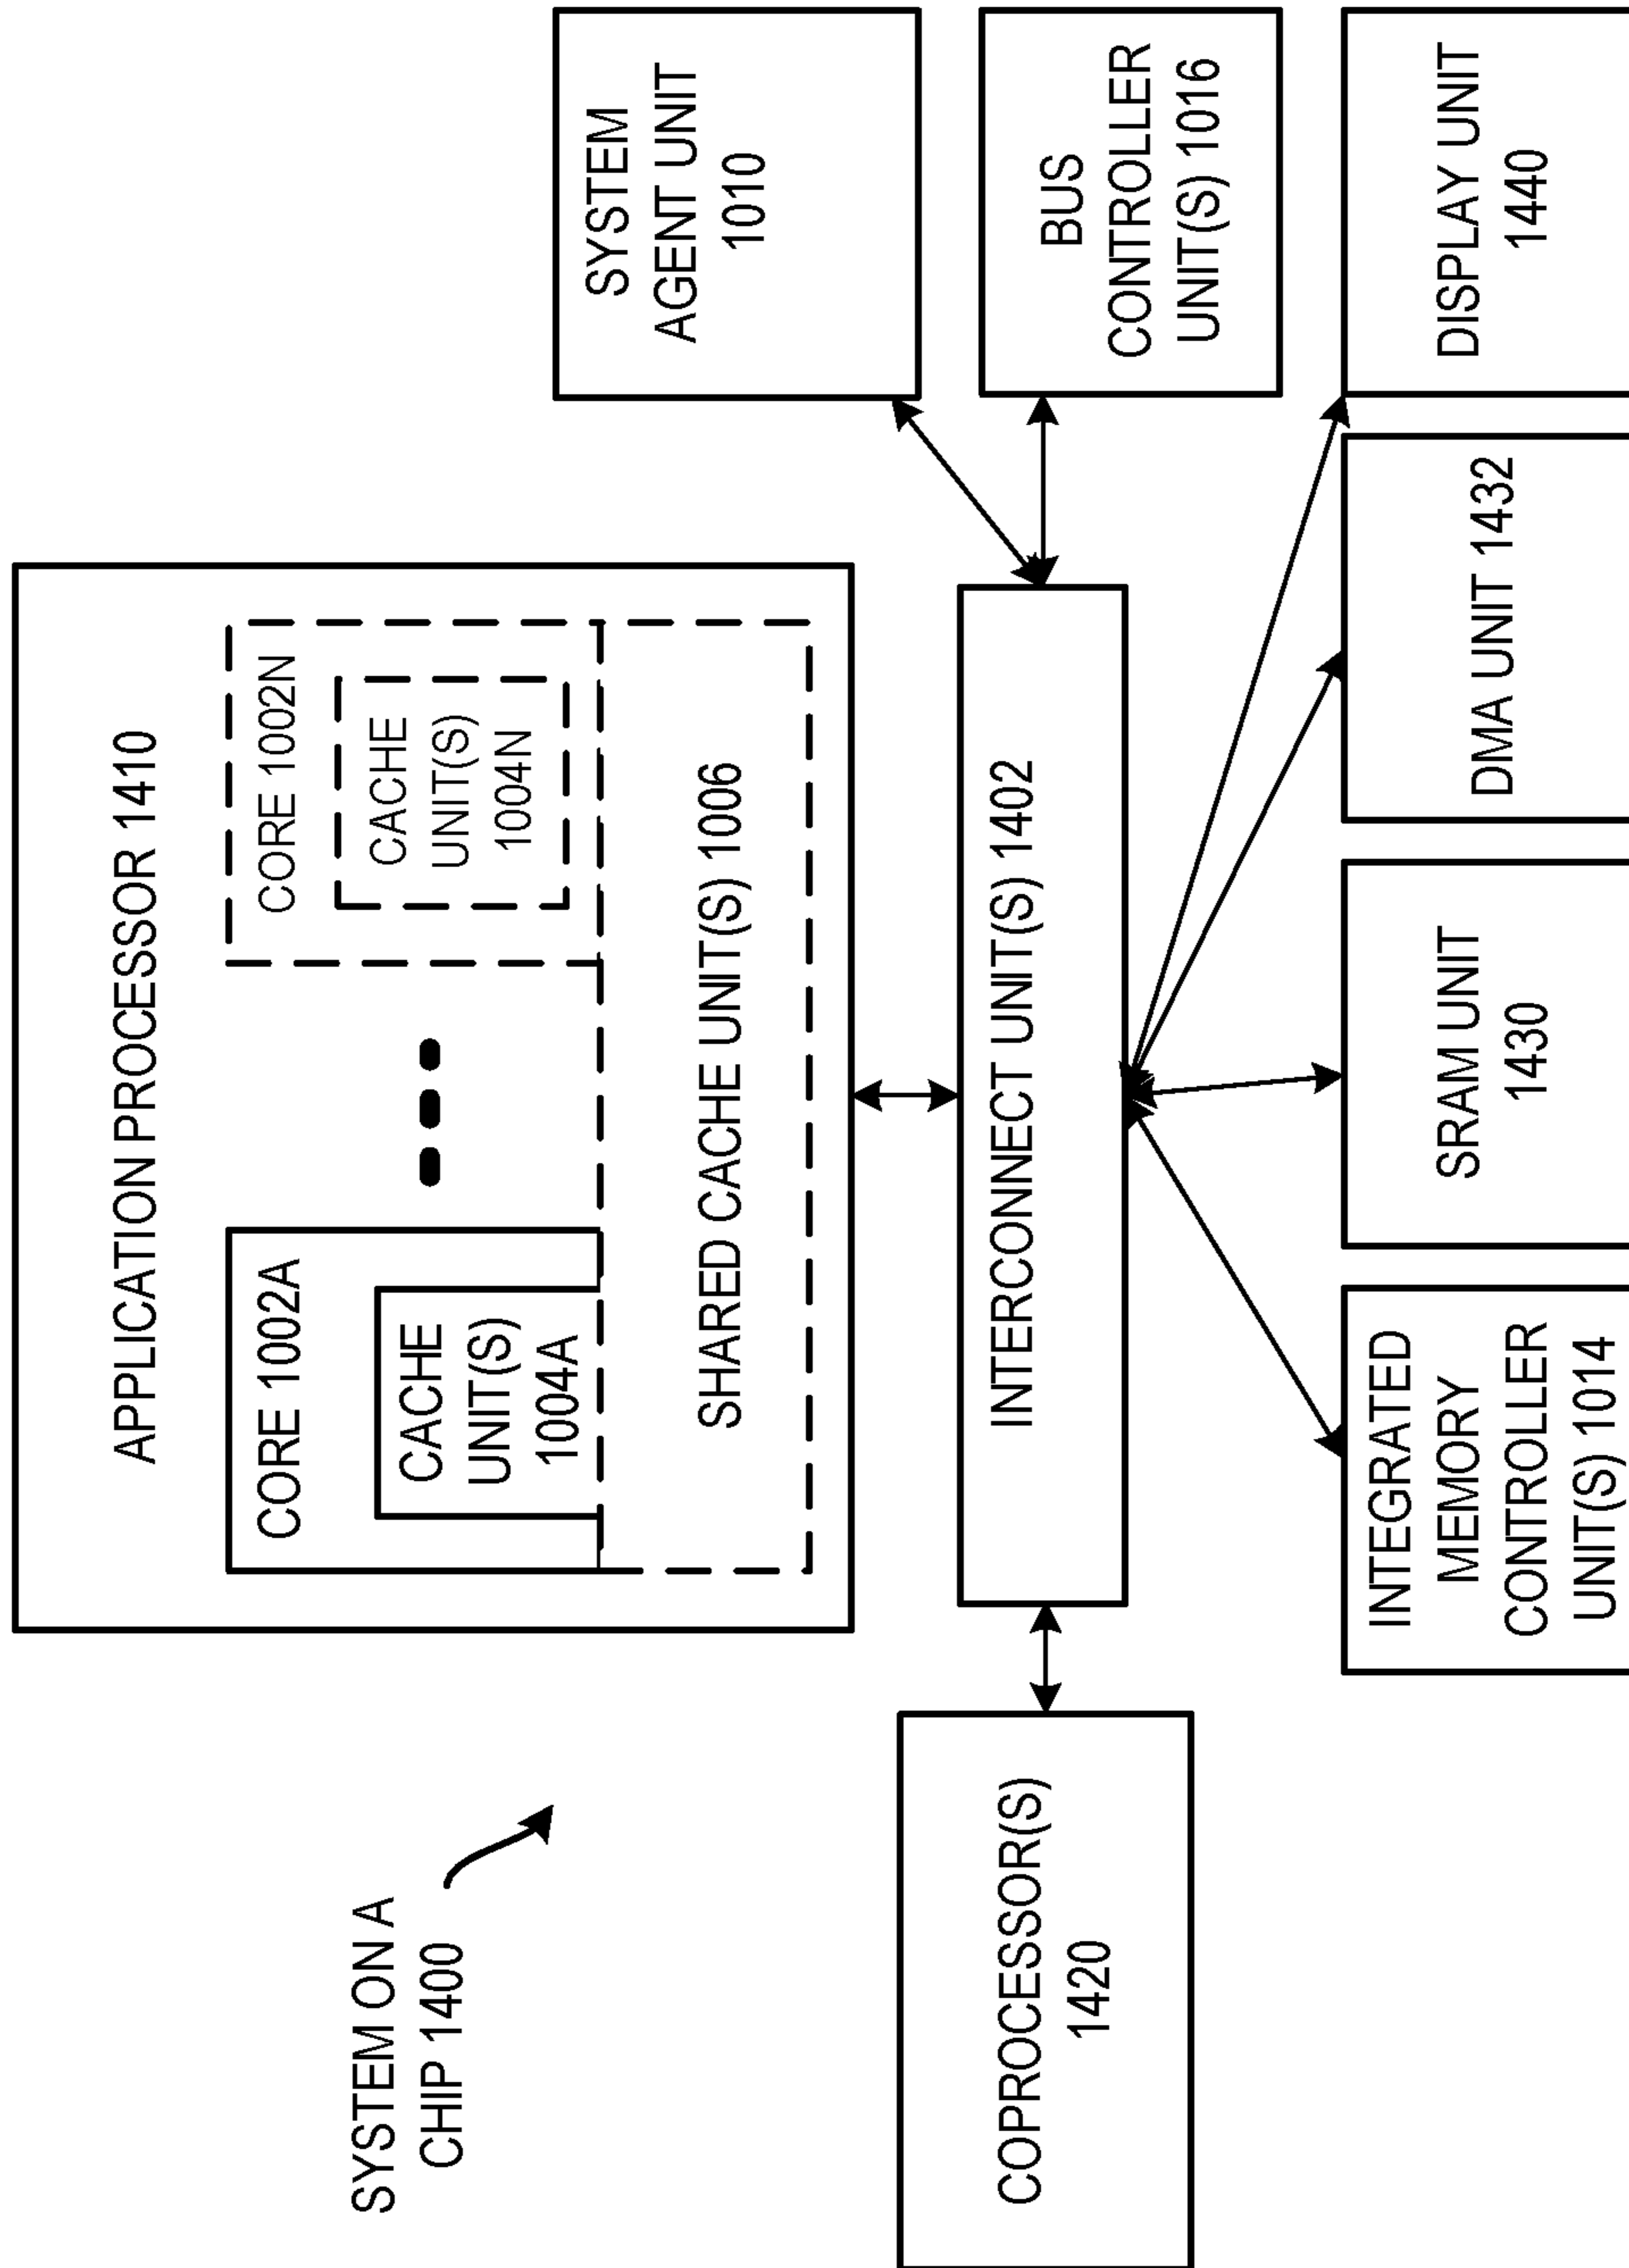 SYSTEM ON A
CHIP 1400
APPLICATION PROCESSOR 1410
CORE 1002A
CACHE
UNIT(S)
1004A
CORE 1002N
CACHE
UNIT(S)
1004N
SHARED CACHE UNIT(S) 1006
SYSTEM
AGENT UNIT
1010
COPROCESSOR(S)
1420
INTERCONNECT UNIT(S) 1402
BUS
CONTROLLER
UNIT(S) 1016
INTEGRATED
MEMORY
CONTROLLER
UNIT(S) 1014
SRAM UNIT
1430
DMA UNIT 1432
DISPLAY UNIT
1440